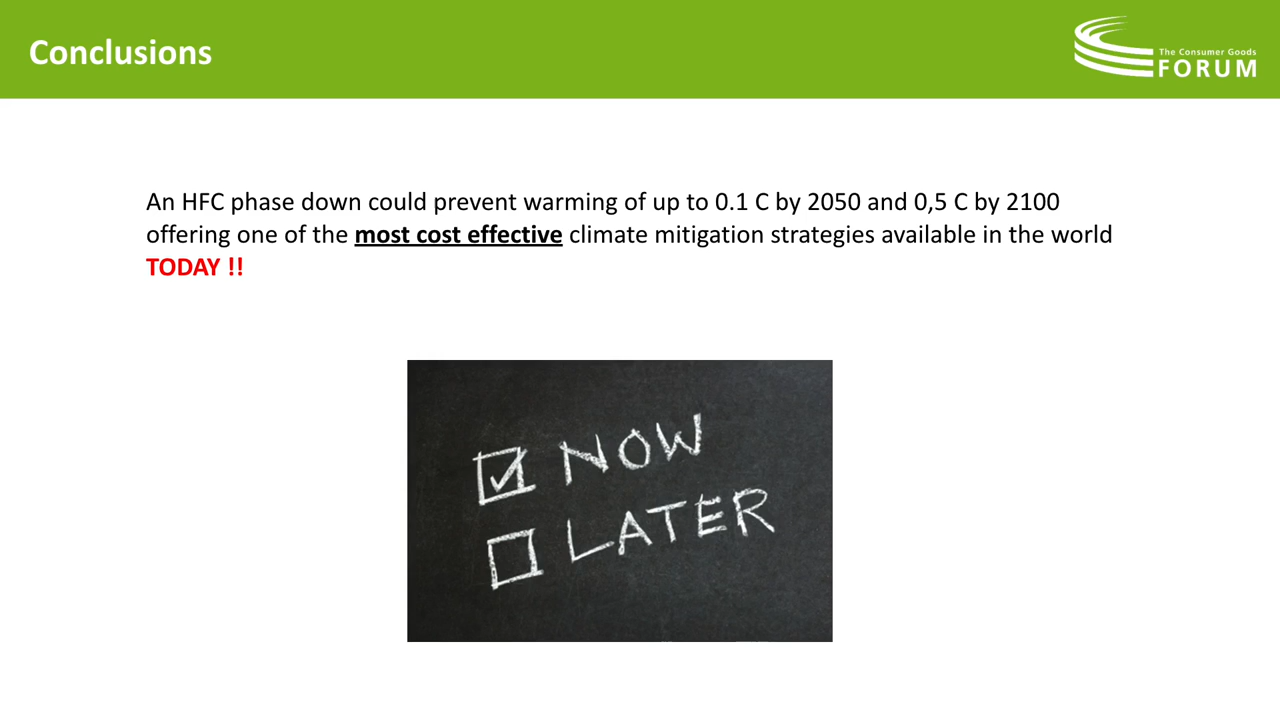 Conclusions
The Consumer Goods
FORUM
An HFC phase down could prevent warming of up to 0.1 C by 2050 and 0,5 C by 2100
offering one of the most cost effective climate mitigation strategies available in the world
TODAY !!
NOW
LATER